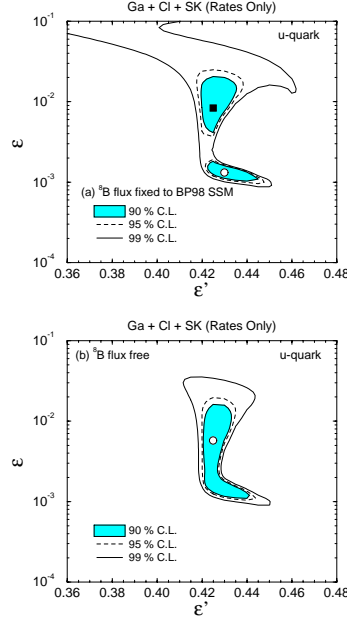 Ga + Cl + SK (Rates Only)
u-quark
10⁻¹
10⁻²
10⁻³
10⁻⁴
ε
(a) ⁸B flux fixed to BP98 SSM
90 % C.L.
95 % C.L.
99 % C.L.
0.36 0.38 0.40 0.42 0.44 0.46 0.48
ε'
Ga + Cl + SK (Rates Only)
(b) ⁸B flux free
u-quark
10⁻¹
10⁻²
10⁻³
10⁻⁴
ε
90 % C.L.
95 % C.L.
99 % C.L.
0.36 0.38 0.40 0.42 0.44 0.46 0.48
ε'